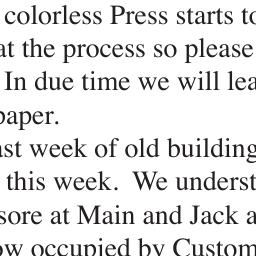 colorless Press starts to
at the process so please
In due time we will lea
paper.
ast week of old building
this week.  We underst
sore at Main and Jack a
ow occupied by Custom